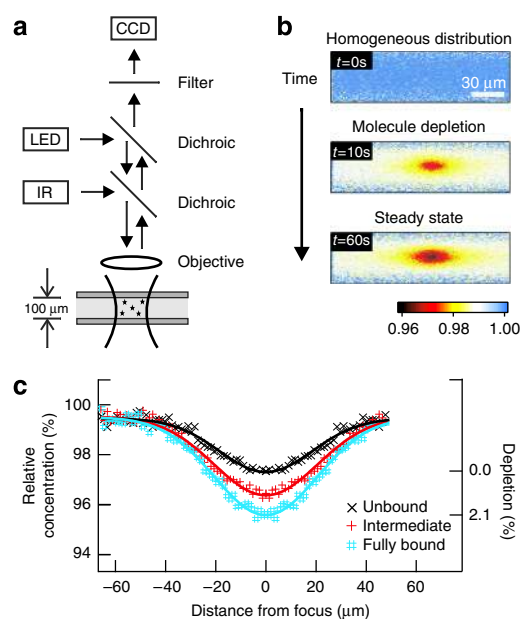 a
CCD
Filter
LED
Dichroic
IR
Dichroic
Objective
100 μm
b
Homogeneous distribution
t=0s
30 μm
Time
Molecule depletion
t=10s
Steady state
t=60s
0.96 0.98 1.00
c
100
98
96
94
Relative
concentration (%)
0.0
2.1
Depletion (%)
Unbound
Intermediate
Fully bound
−60 −40 −20 0 20 40 60
Distance from focus (μm)